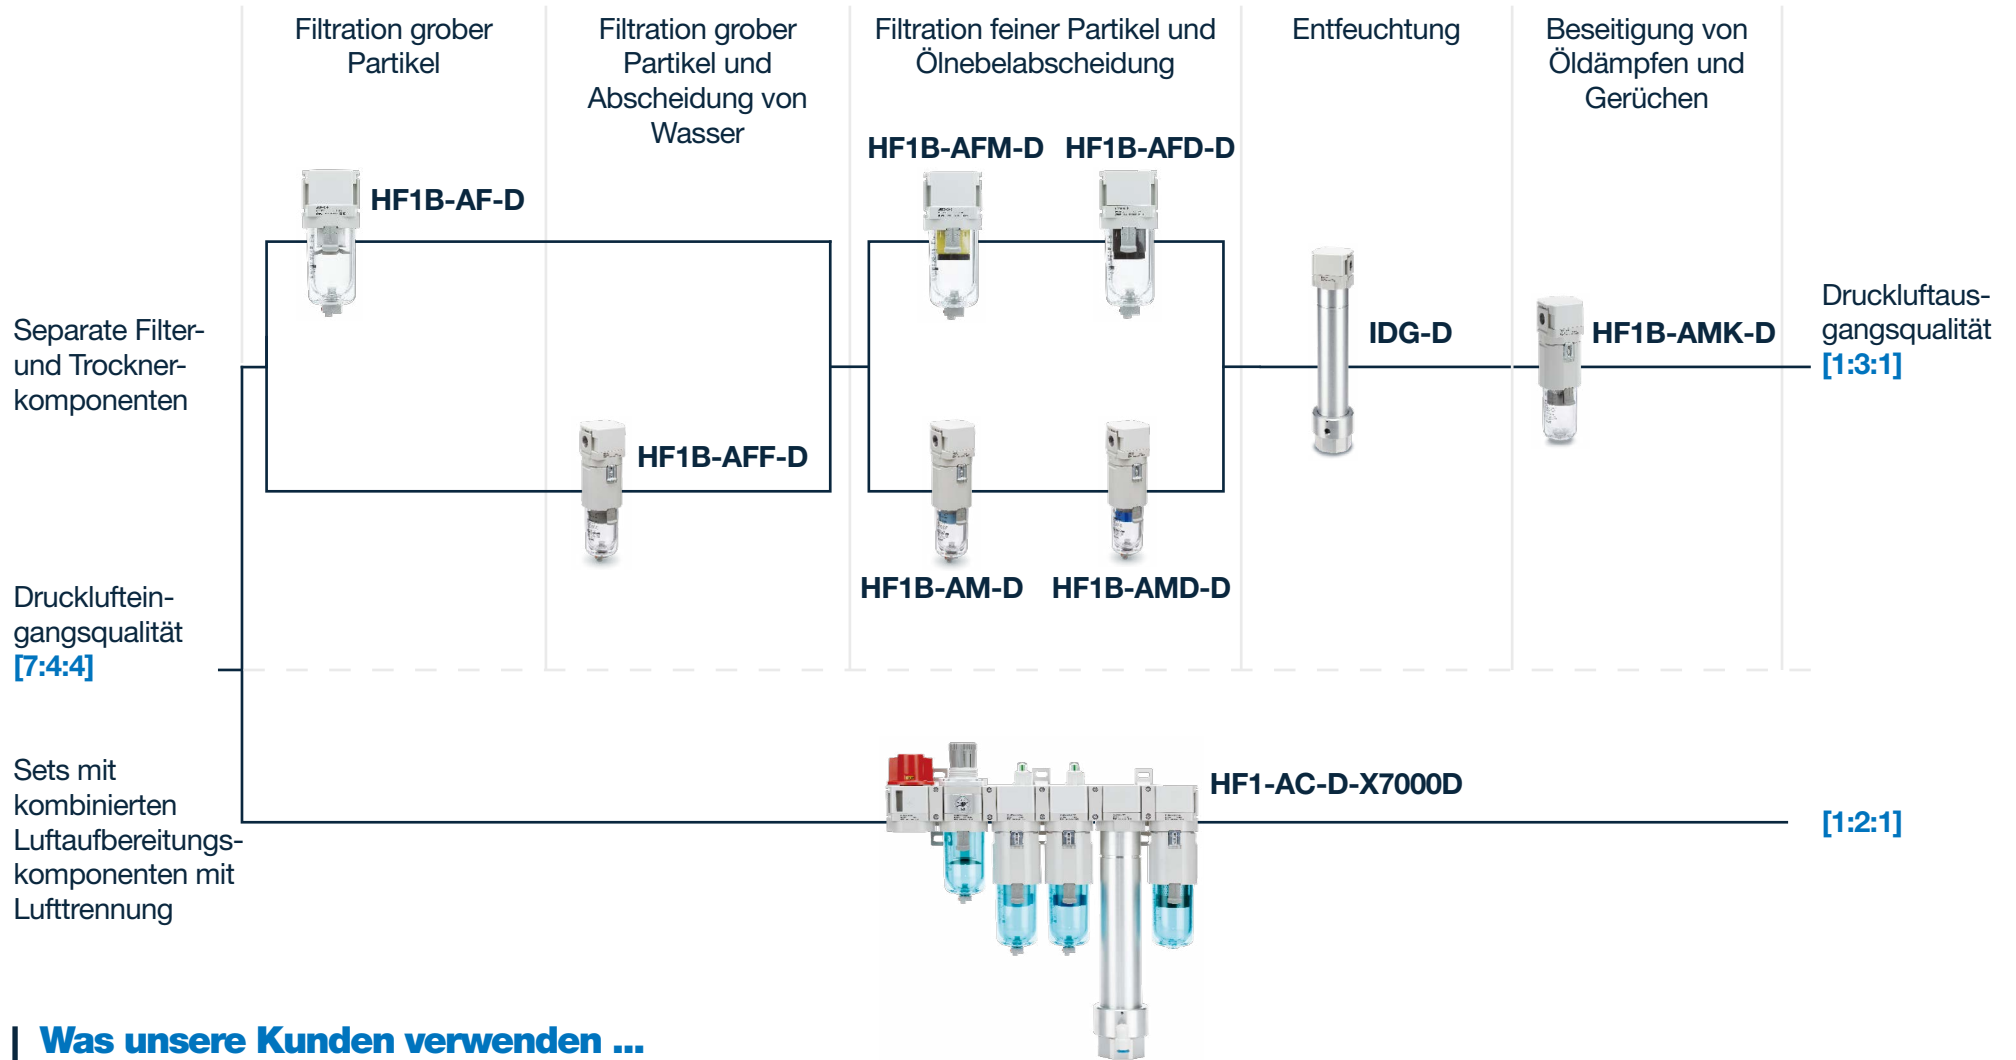 Filtration grober
Partikel
Filtration grober
Partikel und
Abscheidung von
Wasser
Filtration feiner Partikel und
Ölnebelabscheidung
Entfeuchtung
Beseitigung von
Öldämpfen und
Gerüchen
HF1B-AF-D
HF1B-AFM-D
HF1B-AFD-D
Separate Filter-
und Trockner-
komponenten
HF1B-AFF-D
HF1B-AM-D
HF1B-AMD-D
IDG-D
HF1B-AMK-D
Druckluftaus-
gangsqualität
[1:3:1]
Drucklufteín-
gangsqualität
[7:4:4]
Sets mit
kombinierten
Luftaufbereitungs-
komponenten mit
Lufttrennung
HF1-AC-D-X7000D
[1:2:1]
Was unsere Kunden verwenden ...